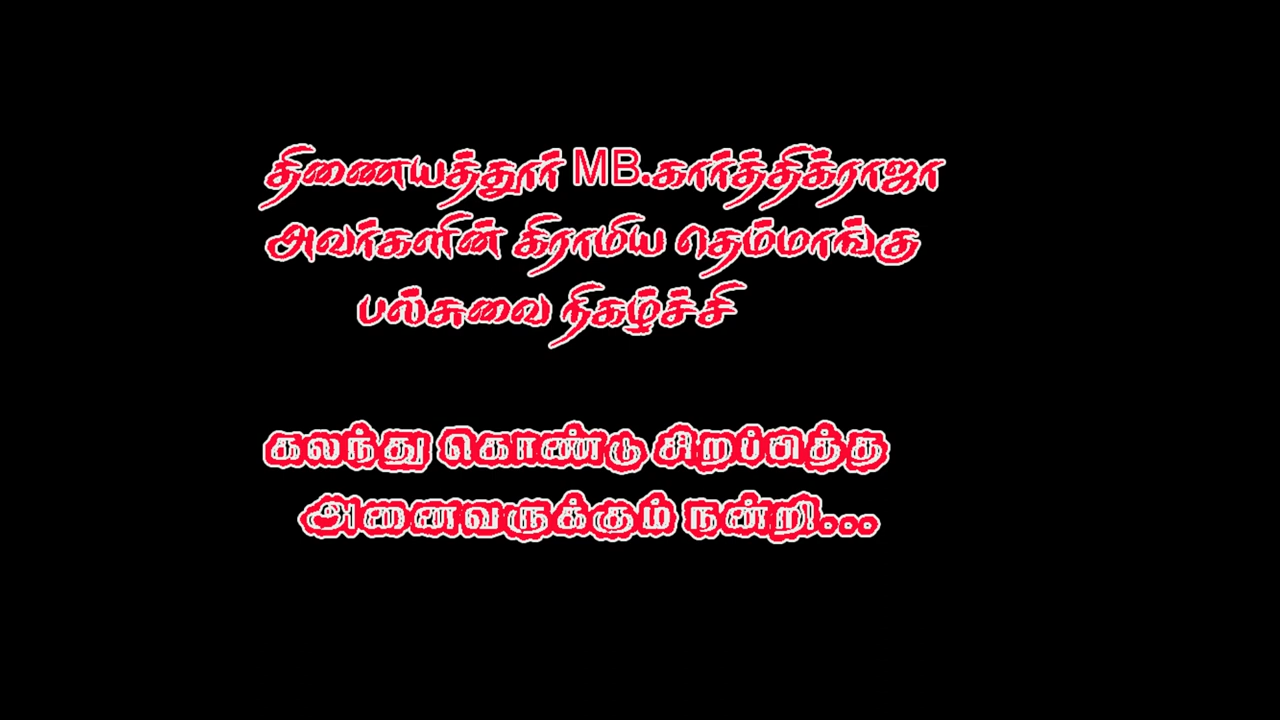 திணையத்தூர் MB.கார்த்திக்ராஜா
அவர்களின் கிராமிய தெம்மாங்கு
பல்சுவை நிகழ்ச்சி
கலந்து கொண்டு சிறப்பித்த
அனைவருக்கும் நன்றி...